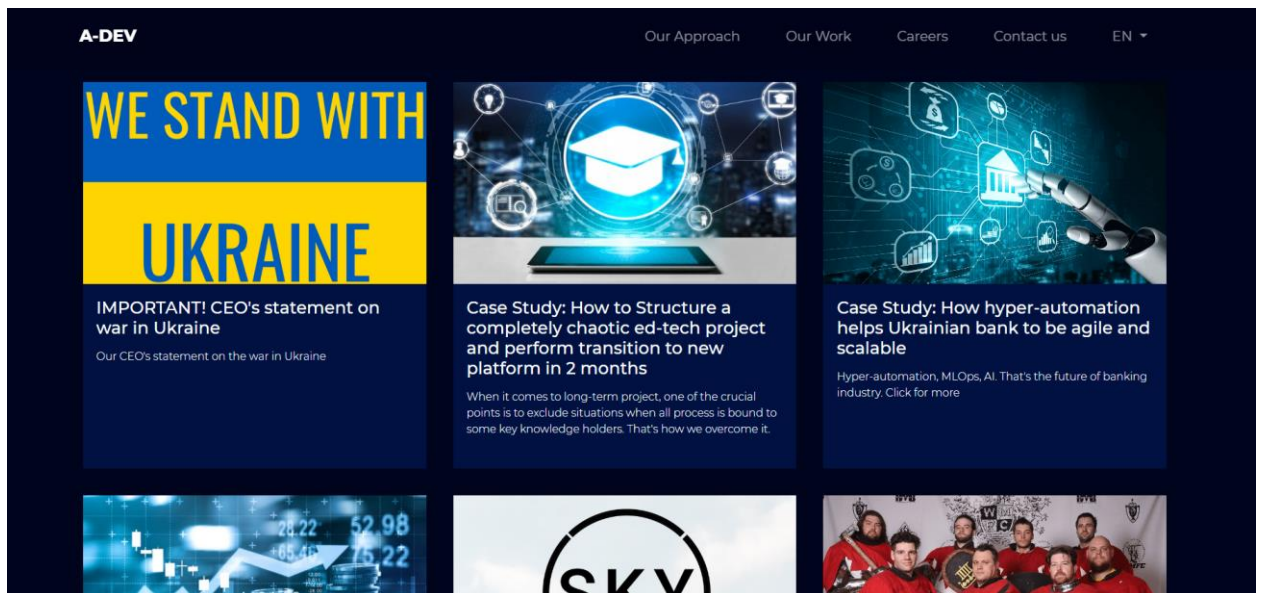 A-DEV
Our Approach
Our Work
Careers
Contact us
EN
WE STAND WITH
UKRAINE
IMPORTANT! CEO's statement on
war in Ukraine
Our CEO's statement on the war in Ukraine
Case Study: How to Structure a
completely chaotic ed-tech project
and perform transition to new
platform in 2 months
When it comes to long-term project, one of the crucial
points is to exclude situations when all process is bound to
some key knowledge holders. That's how we overcome it.
Case Study: How hyper-automation
helps Ukrainian bank to be agile and
scalable
Hyper-automation, MLOps, AI. That's the future of banking
industry. Click for more
28.22 52.98
75.22
SKY
WMFC